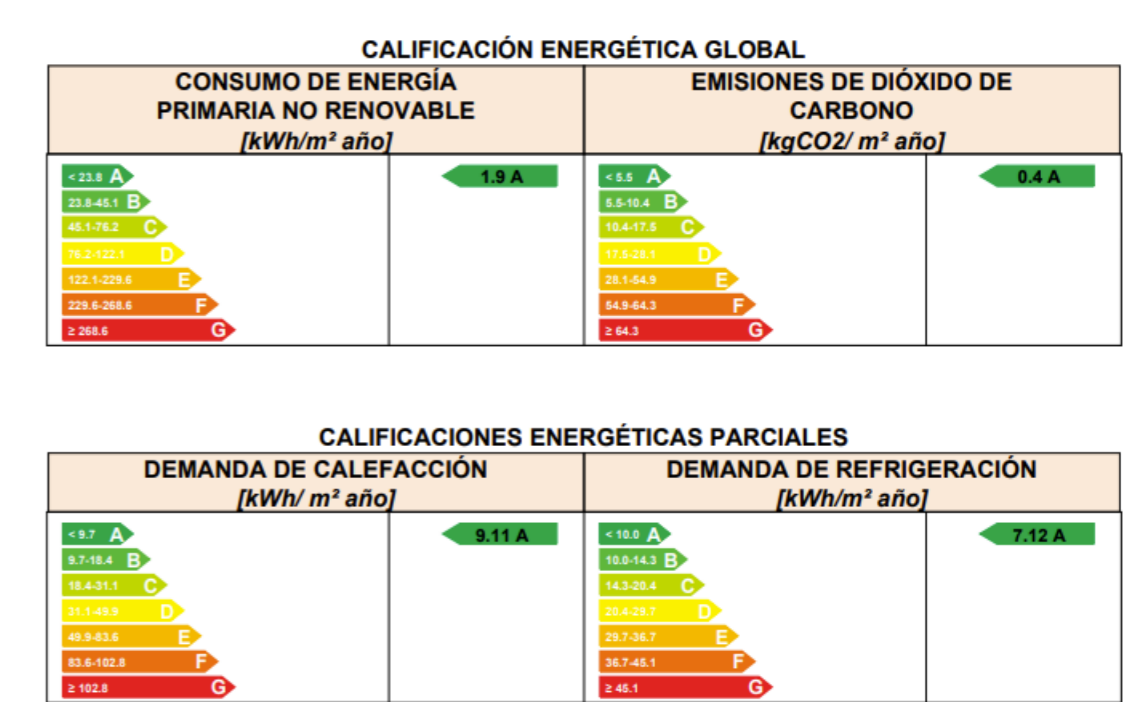 CALIFICACIÓN ENERGÉTICA GLOBAL
CONSUMO DE ENERGÍA
PRIMARIA NO RENOVABLE
[kWh/m² año]
EMISIONES DE DIÓXIDO DE
CARBONO
[kgCO2/ m² año]
< 23.8 A
23.8-45.1 B
45.1-76.2 C
76.2-122.1 D
122.1-229.6 E
229.6-268.6 F
≥ 268.6 G
1.9 A
< 5.5 A
5.5-10.4 B
10.4-17.5 C
17.5-28.1 D
28.1-54.9 E
54.9-64.3 F
≥ 64.3 G
0.4 A
CALIFICACIONES ENERGÉTICAS PARCIALES
DEMANDA DE CALEFACCIÓN
[kWh/ m² año]
DEMANDA DE REFRIGERACIÓN
[kWh/m² año]
< 9.7 A
9.7-18.4 B
18.4-31.1 C
31.1-49.9 D
49.9-83.6 E
83.6-102.8 F
≥ 102.8 G
9.11 A
< 10.0 A
10.0-14.3 B
14.3-20.4 C
20.4-29.7 D
29.7-36.7 E
36.7-45.1 F
≥ 45.1 G
7.12 A